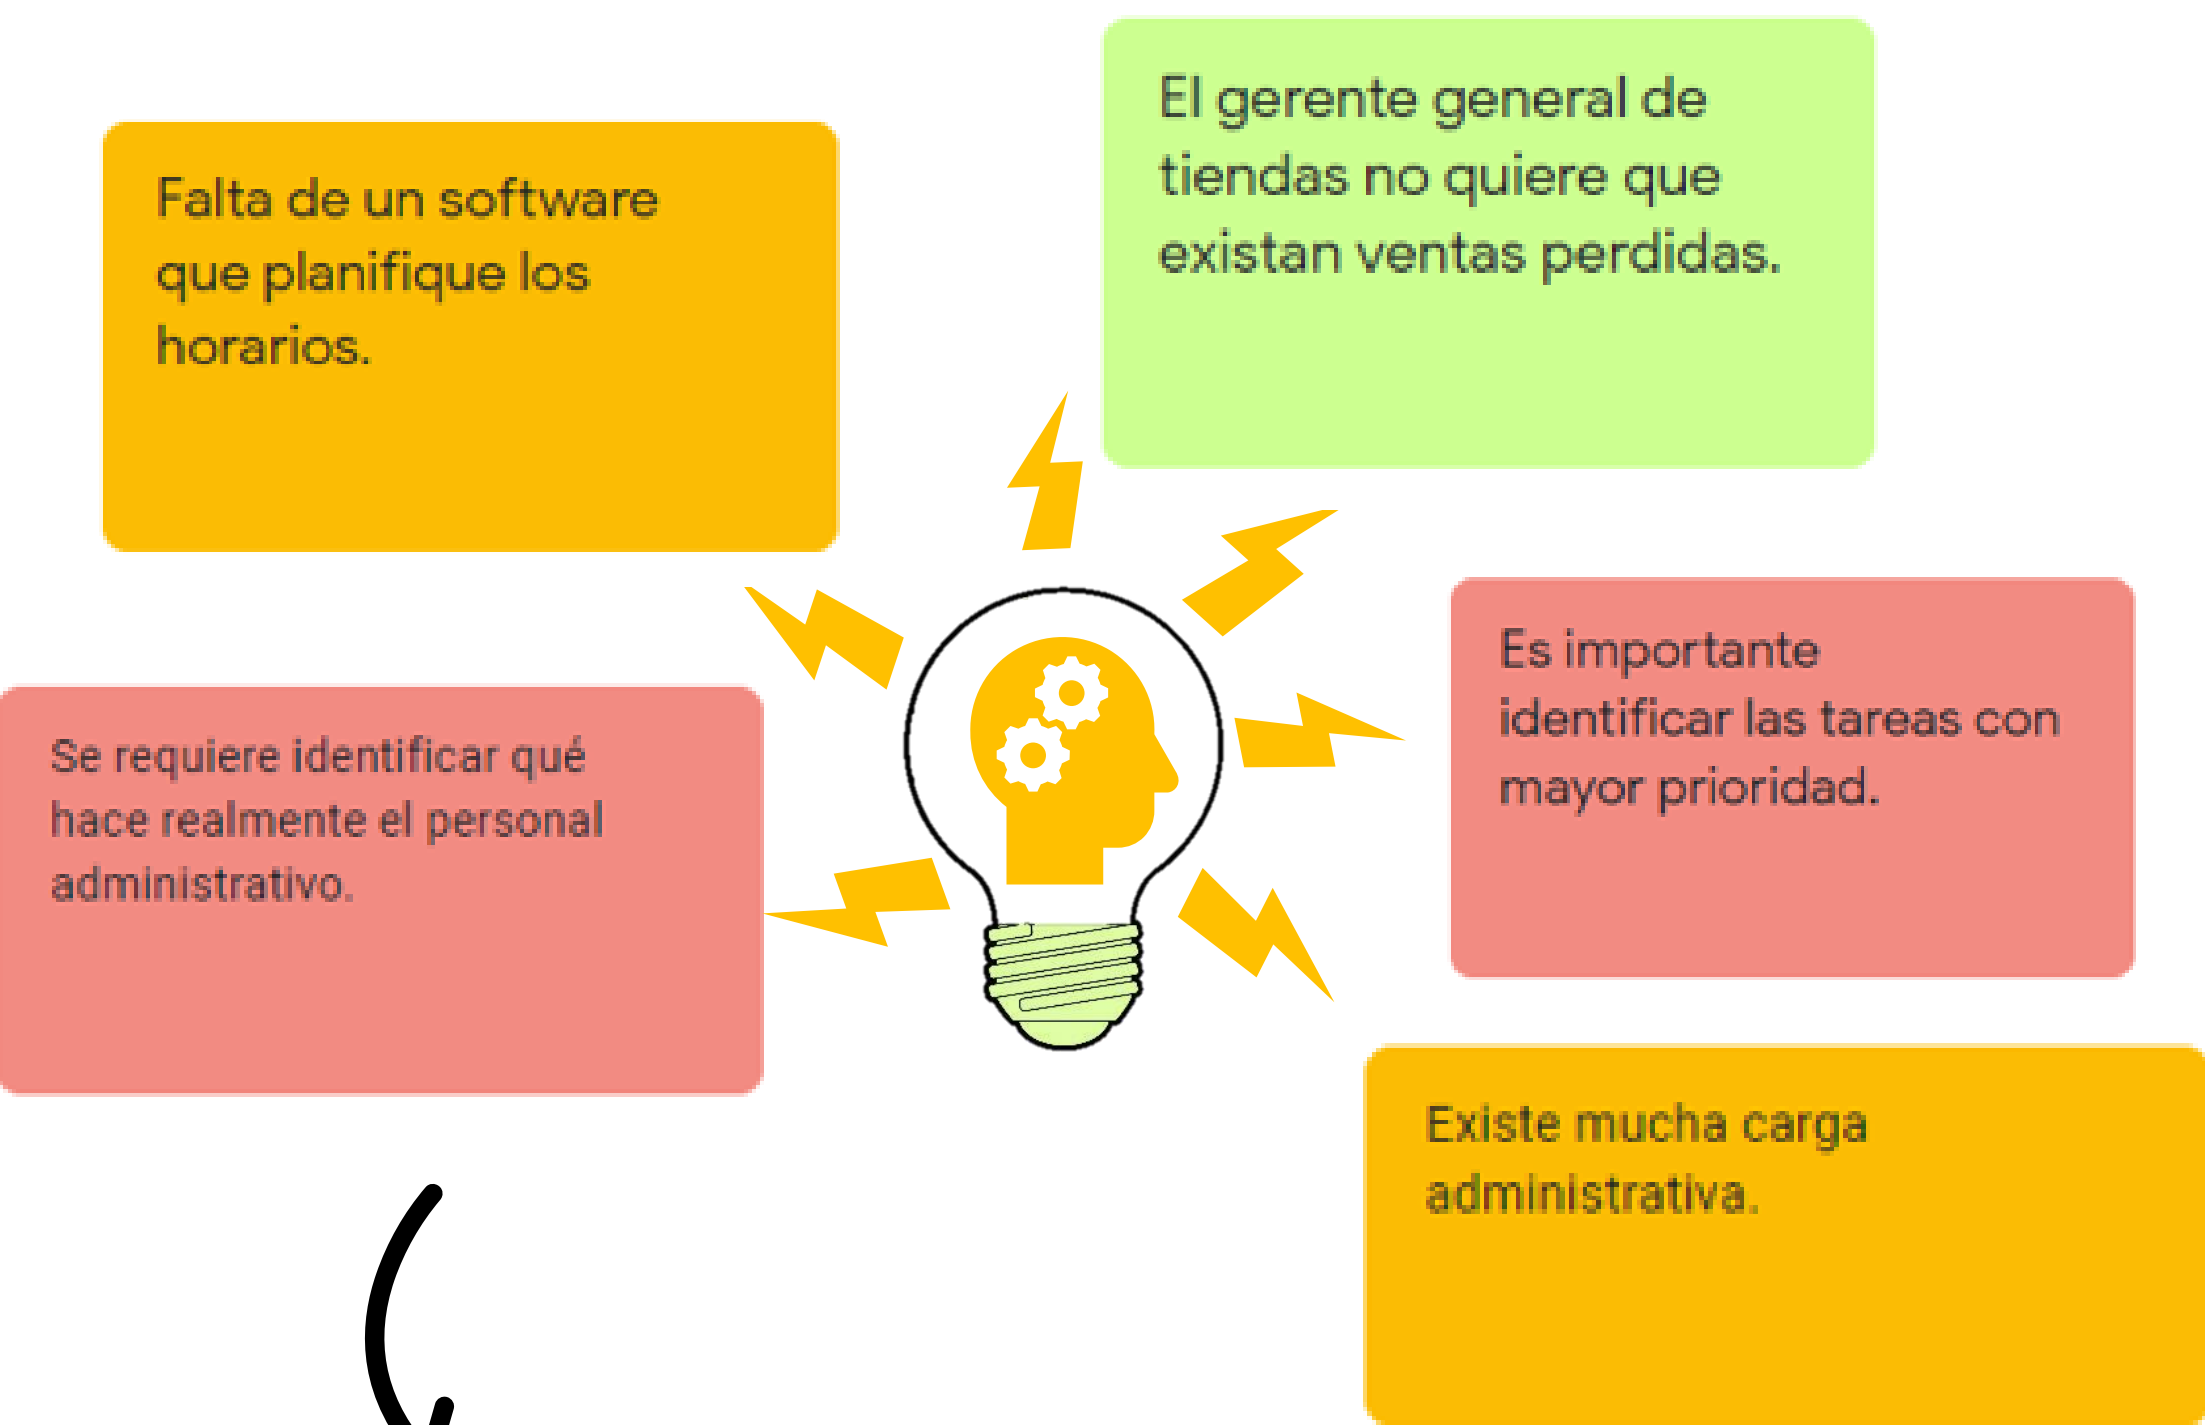 Falta de un software
que planifique los
horarios.
El gerente general de
tiendas no quiere que
existan ventas perdidas.
Se requiere identificar qué
hace realmente el personal
administrativo.
Es importante
identificar las tareas con
mayor prioridad.
Existe mucha carga
administrativa.